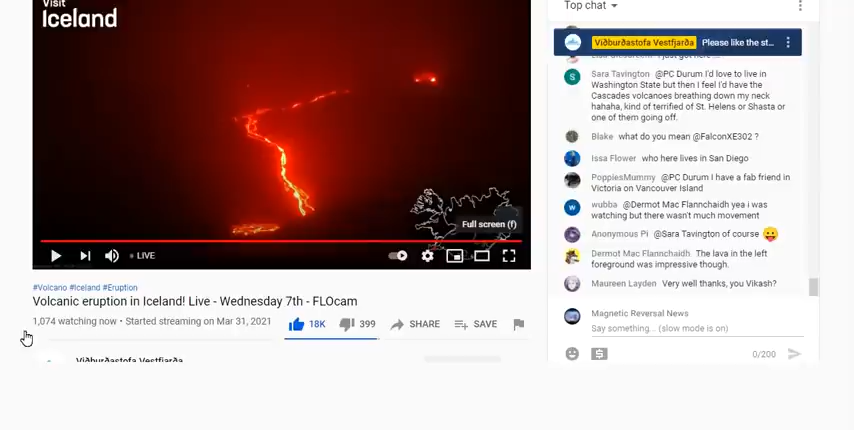 Visit
Iceland
Full screen (f)
LIVE
#Volcano #Iceland #Eruption
Volcanic eruption in Iceland! Live - Wednesday 7th - FLOcam
1,074 watching now • Started streaming on Mar 31, 2021
18K
399
SHARE
SAVE
Viðburðastofa Vestfjarða
Top chat
Viðburðastofa Vestfjarða Please like the st...
I just got here ...
Sara Tavington @PC Durum I'd love to live in
Washington State but then I feel I'd have the
Cascades volcanoes breathing down my neck
hahaha, kind of terrified of St. Helens or Shasta or
one of them going off.
Blake what do you mean @FalconXE302 ?
Issa Flower who here lives in San Diego
PoppiesMummy @PC Durum I have a fab friend in
Victoria on Vancouver Island
wubba @Dermot Mac Flannchaidh yea i was
watching but there wasn't much movement
Anonymous Pi @Sara Tavington of course 😛
Dermot Mac Flannchaidh The lava in the left
foreground was impressive though.
Maureen Layden Very well thanks, you Vikash?
Magnetic Reversal News
Say something... (slow mode is on)
0/200